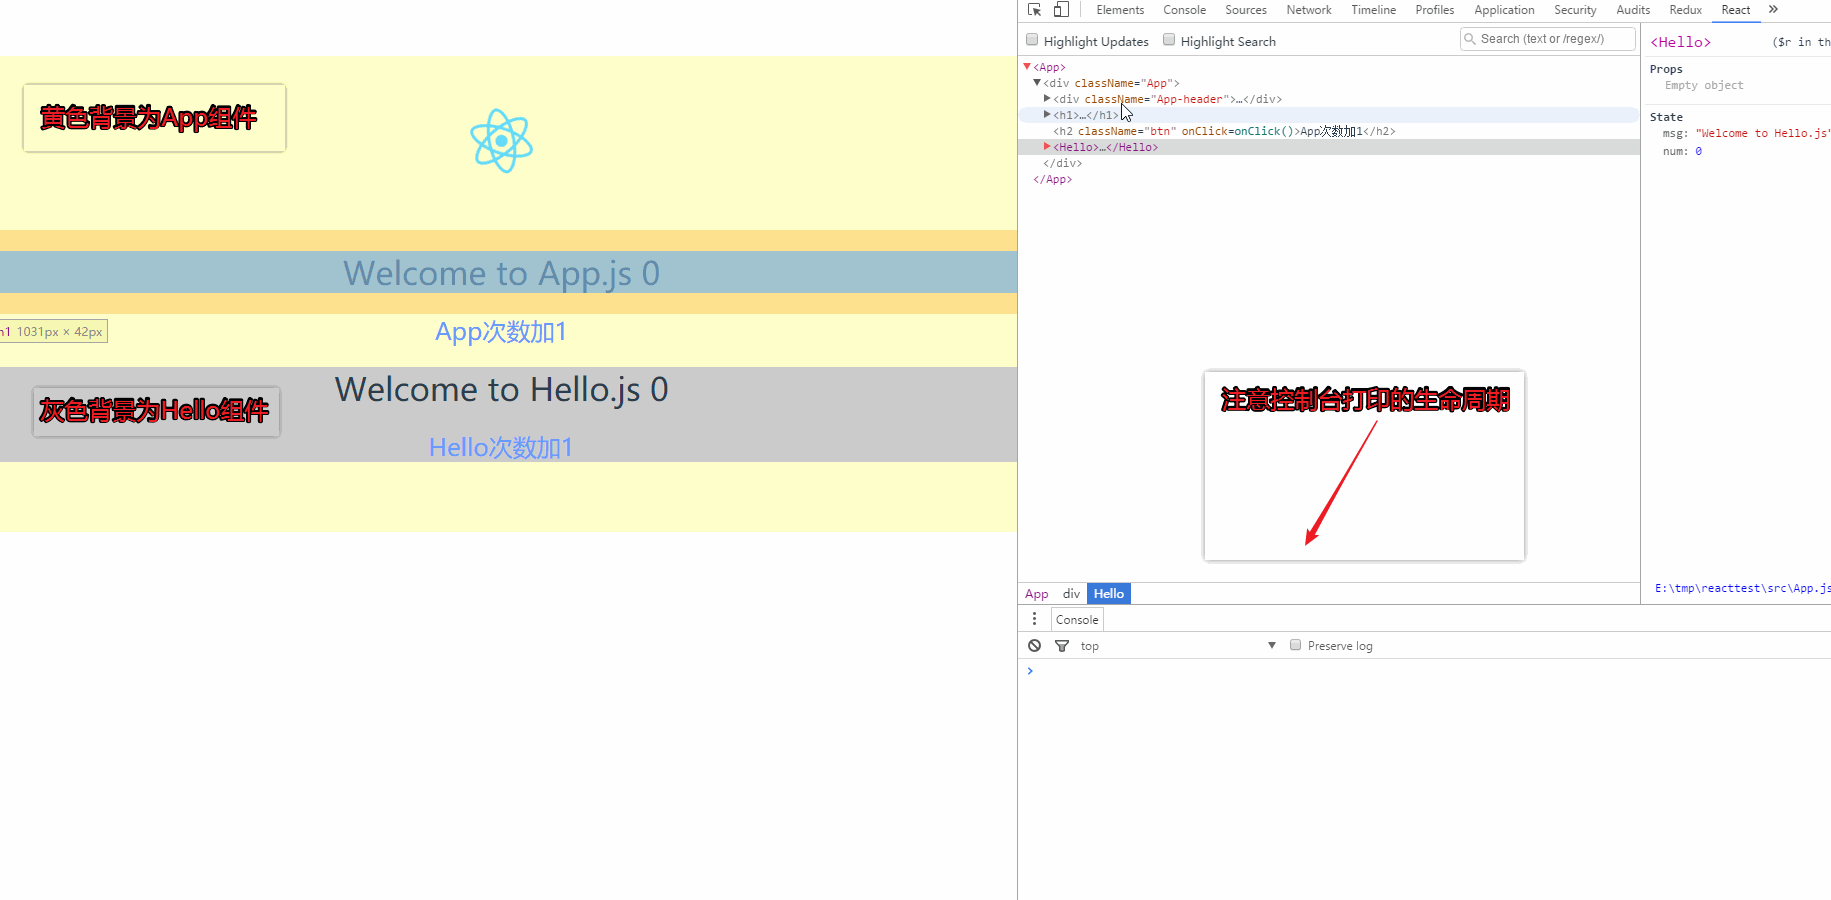 黄色背景为App组件
Welcome to App.js 0
App次数加1
h1 1031px × 42px
Welcome to Hello.js 0
灰色背景为Hello组件
Hello次数加1
Elements Console Sources Network Timeline Profiles Application Security Audits Redux React »
Highlight Updates Highlight Search Search (text or /regex/)
<App>
<div className="App">
<div className="App-header">…</div>
<h1>…</h1>
<h2 className="btn" onClick=onClick()>App次数加1</h2>
<Hello>…</Hello>
</div>
</App>
注意控制台打印的生命周期
App div Hello
<Hello> ($r in th
Props
Empty object
State
msg: "Welcome to Hello.js"
num: 0
E:\tmp\reacttest\src\App.js
Console
top Preserve log